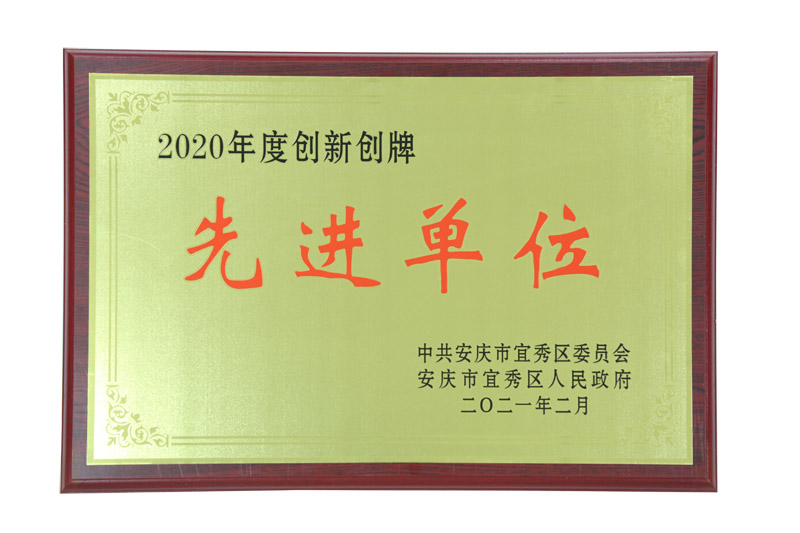 2020年度创新创牌
先进单位
中共安庆市宜秀区委员会
安庆市宜秀区人民政府
二〇二一年二月